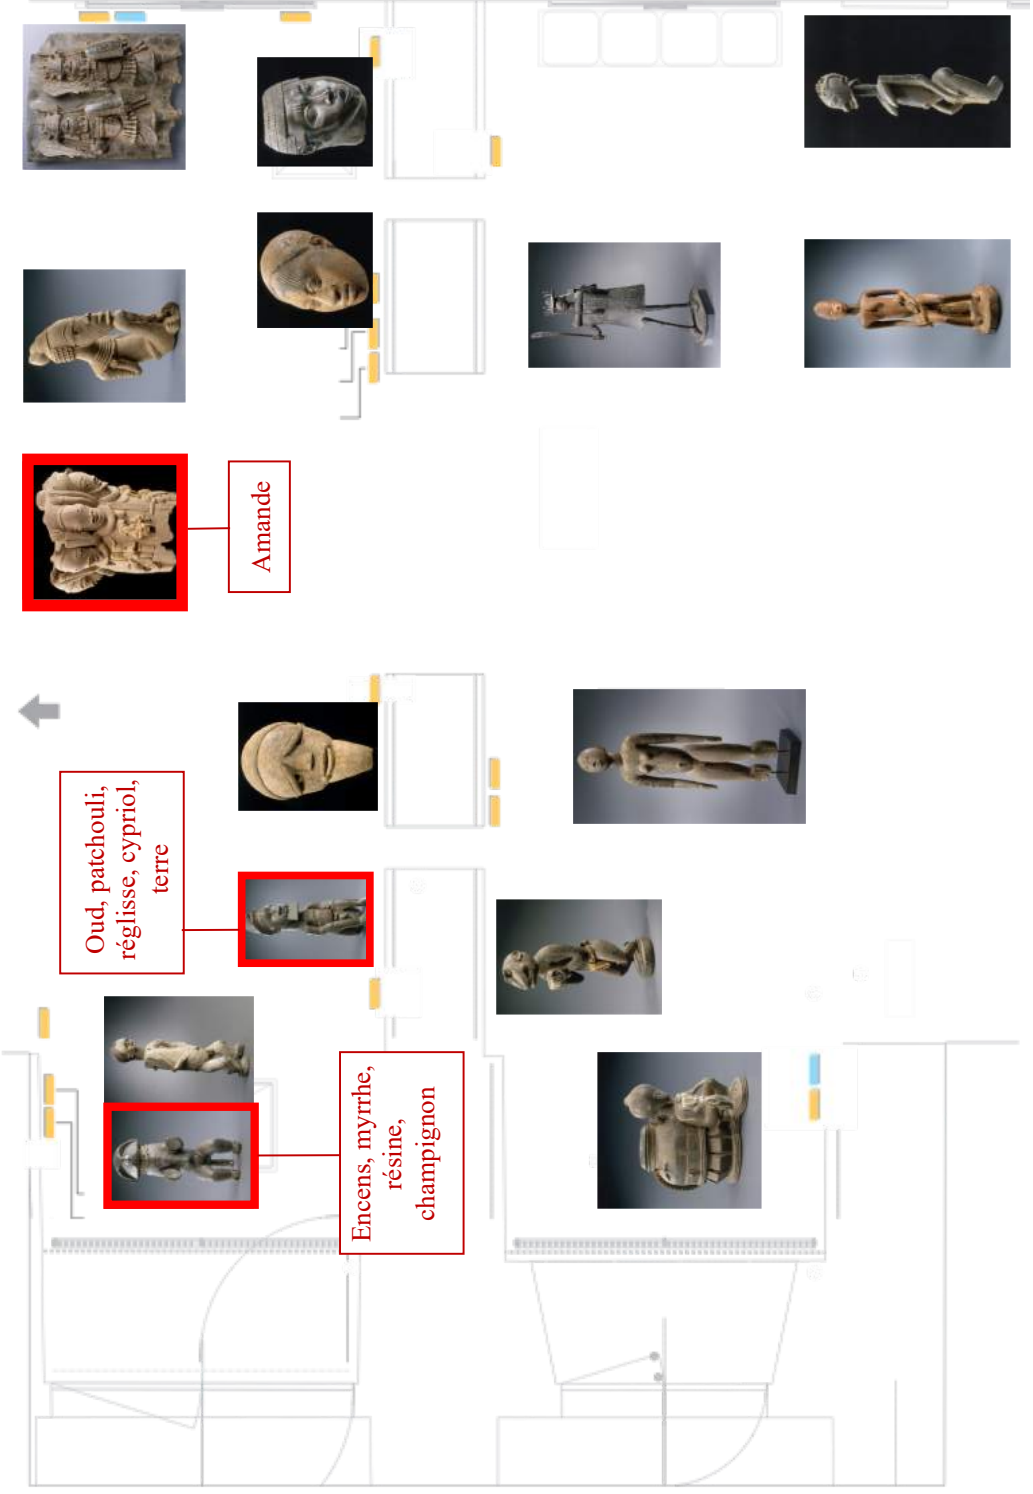 Amande
Oud, patchouli,
réglisse, cypriol,
terre
Encens, myrrhe,
résine,
champignon